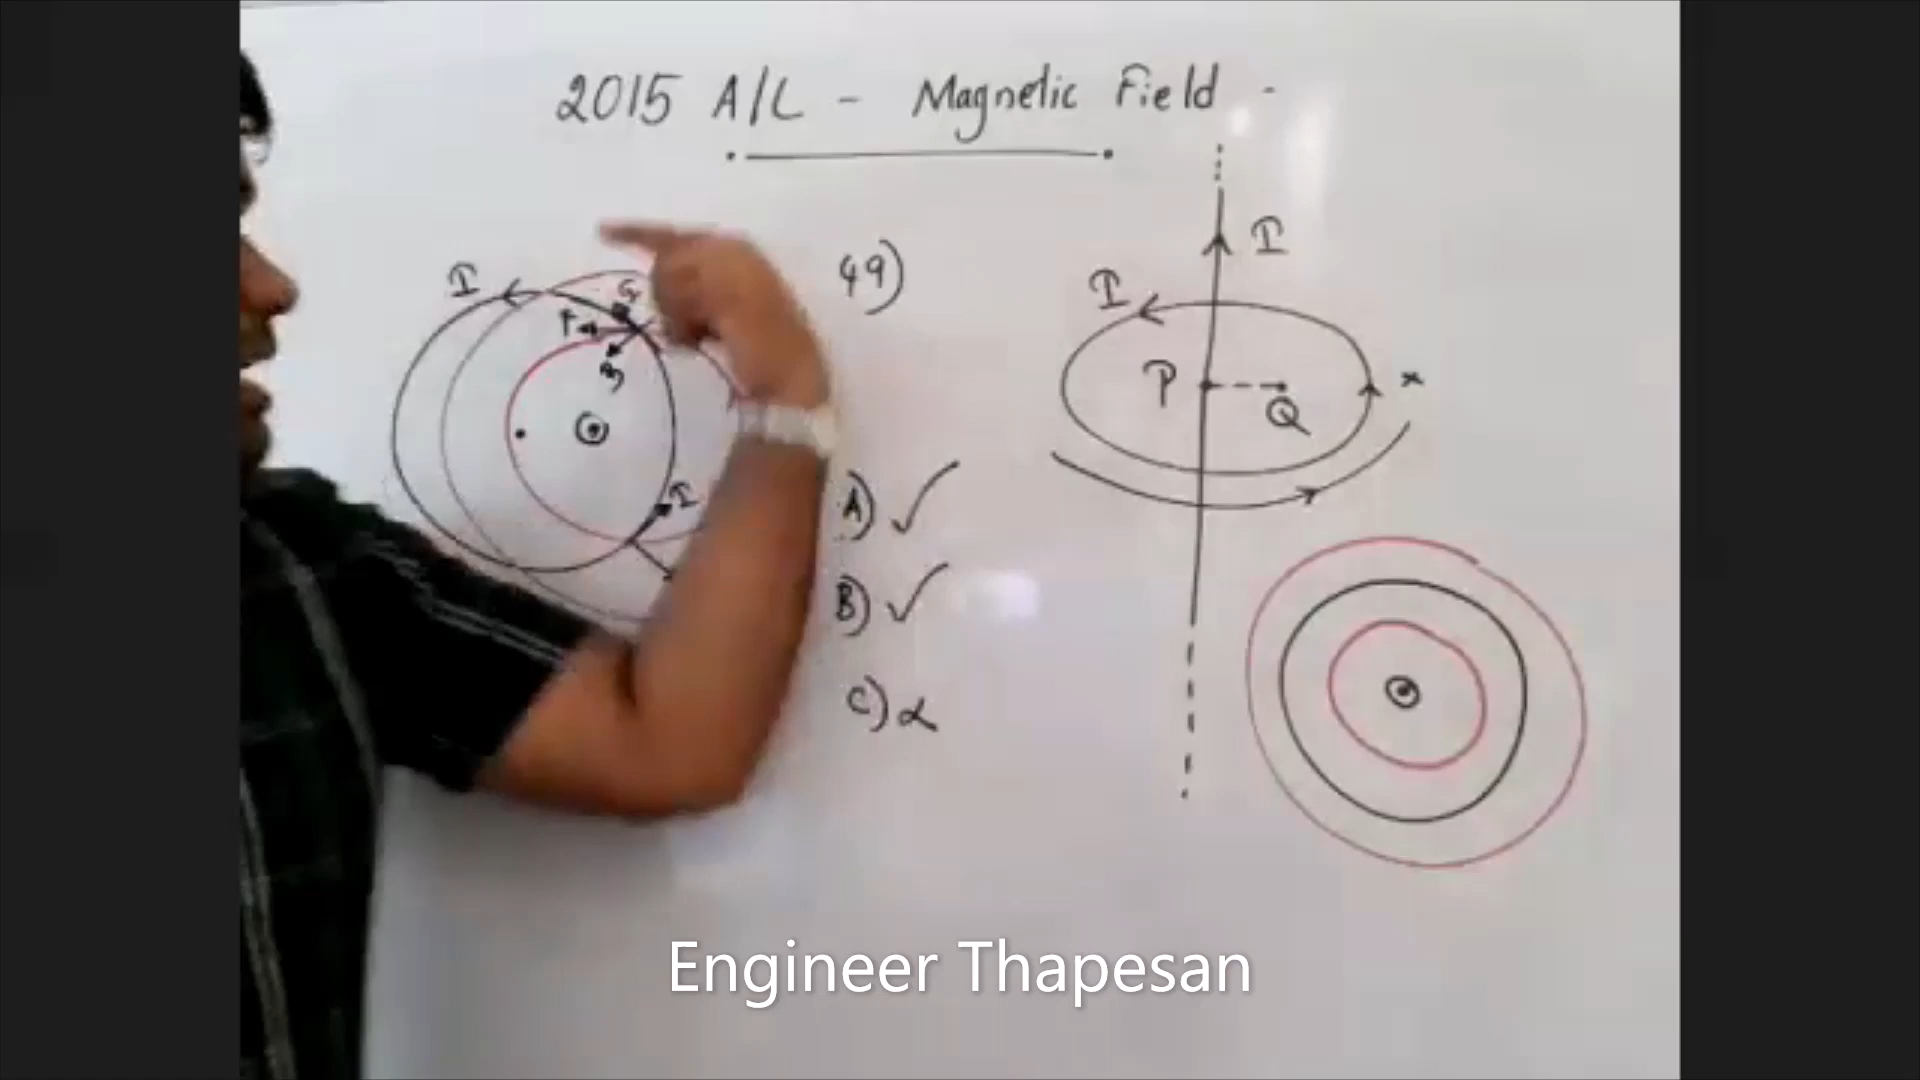 2015 A/L - Magnetic Field -
49)
I
I
I
G
F
B
P
Q
I
A) ✓
B) ✓
C) x
Engineer Thapesan